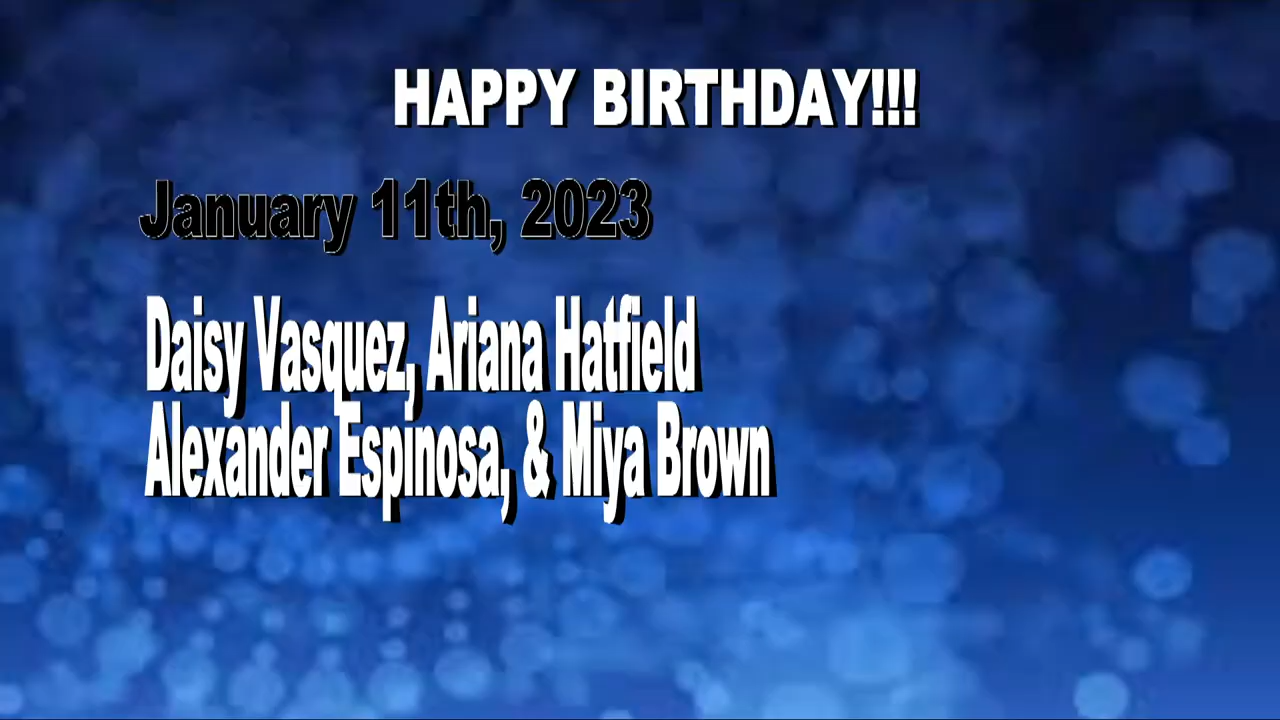 HAPPY BIRTHDAY!!!
January 11th, 2023
Daisy Vasquez, Ariana Hatfield
Alexander Espinosa, & Miya Brown